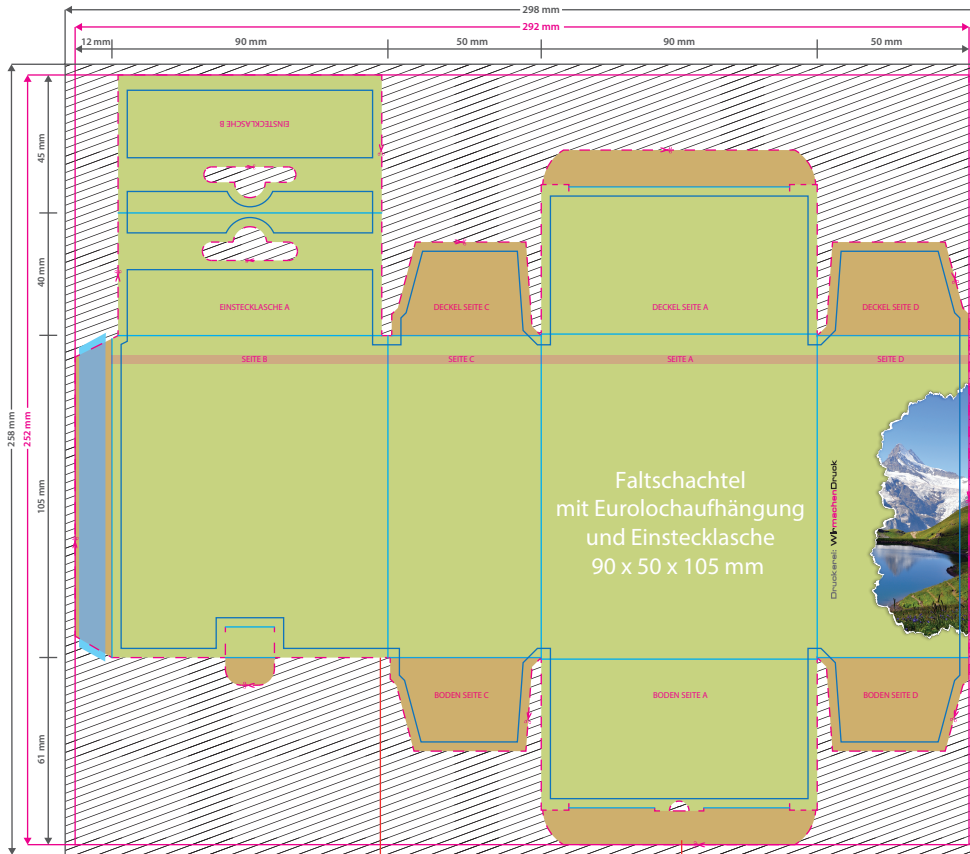 298 mm
292 mm
12 mm
90 mm
50 mm
90 mm
50 mm
258 mm
252 mm
45 mm
40 mm
105 mm
61 mm
EINSTECKLASCHE B
EINSTECKLASCHE A
DECKEL SEITE C
DECKEL SEITE A
DECKEL SEITE D
SEITE B
SEITE C
SEITE A
SEITE D
Faltschachtel
mit Eurolochaufhängung
und Einstecklasche
90 x 50 x 105 mm
Druckerei: WIrmachenDruck
BODEN SEITE C
BODEN SEITE A
BODEN SEITE D